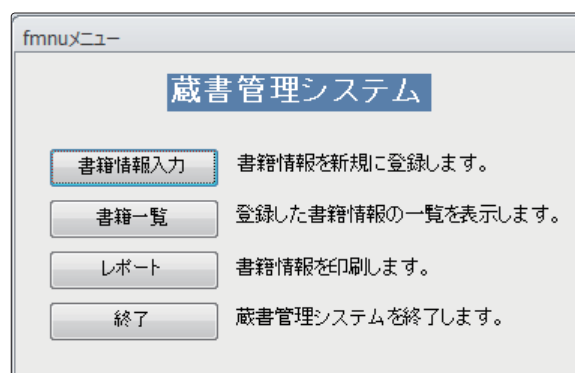 fmnuメニュー
蔵書管理システム
書籍情報入力 書籍情報を新規に登録します。
書籍一覧 登録した書籍情報の一覧を表示します。
レポート 書籍情報を印刷します。
終了 蔵書管理システムを終了します。